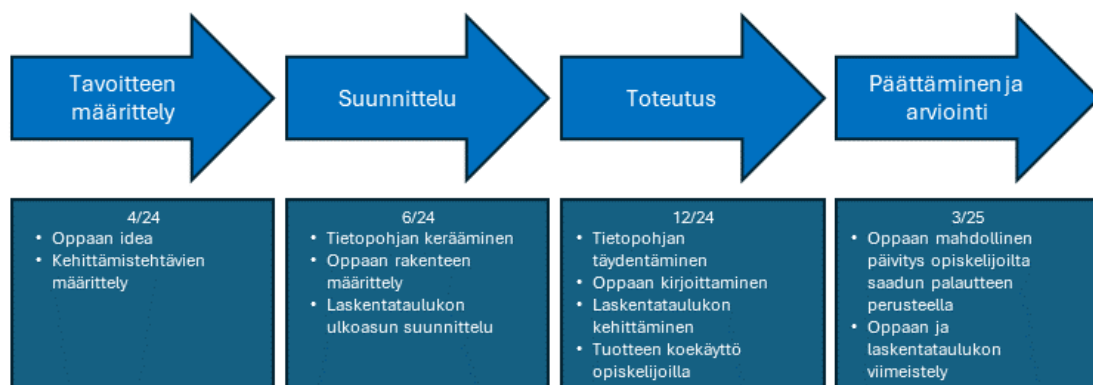 Tavoitteen
määrittely
Suunnittelu
Toteutus
Päättäminen ja
arviointi
4/24
• Oppaan idea
• Kehittämistehtävien
määrittely
6/24
• Tietopohjan kerääminen
• Oppaan rakenteen
määrittely
• Laskentataulukon
ulkoasun suunnittelu
12/24
• Tietopohjan
täydentäminen
• Oppaan kirjoittaminen
• Laskentataulukon
kehittäminen
• Tuotteen koekäyttö
opiskelijoilla
3/25
• Oppaan mahdollinen
päivitys opiskelijoilta
saadun palautteen
perusteella
• Oppaan ja
laskentataulukon
viimeistely